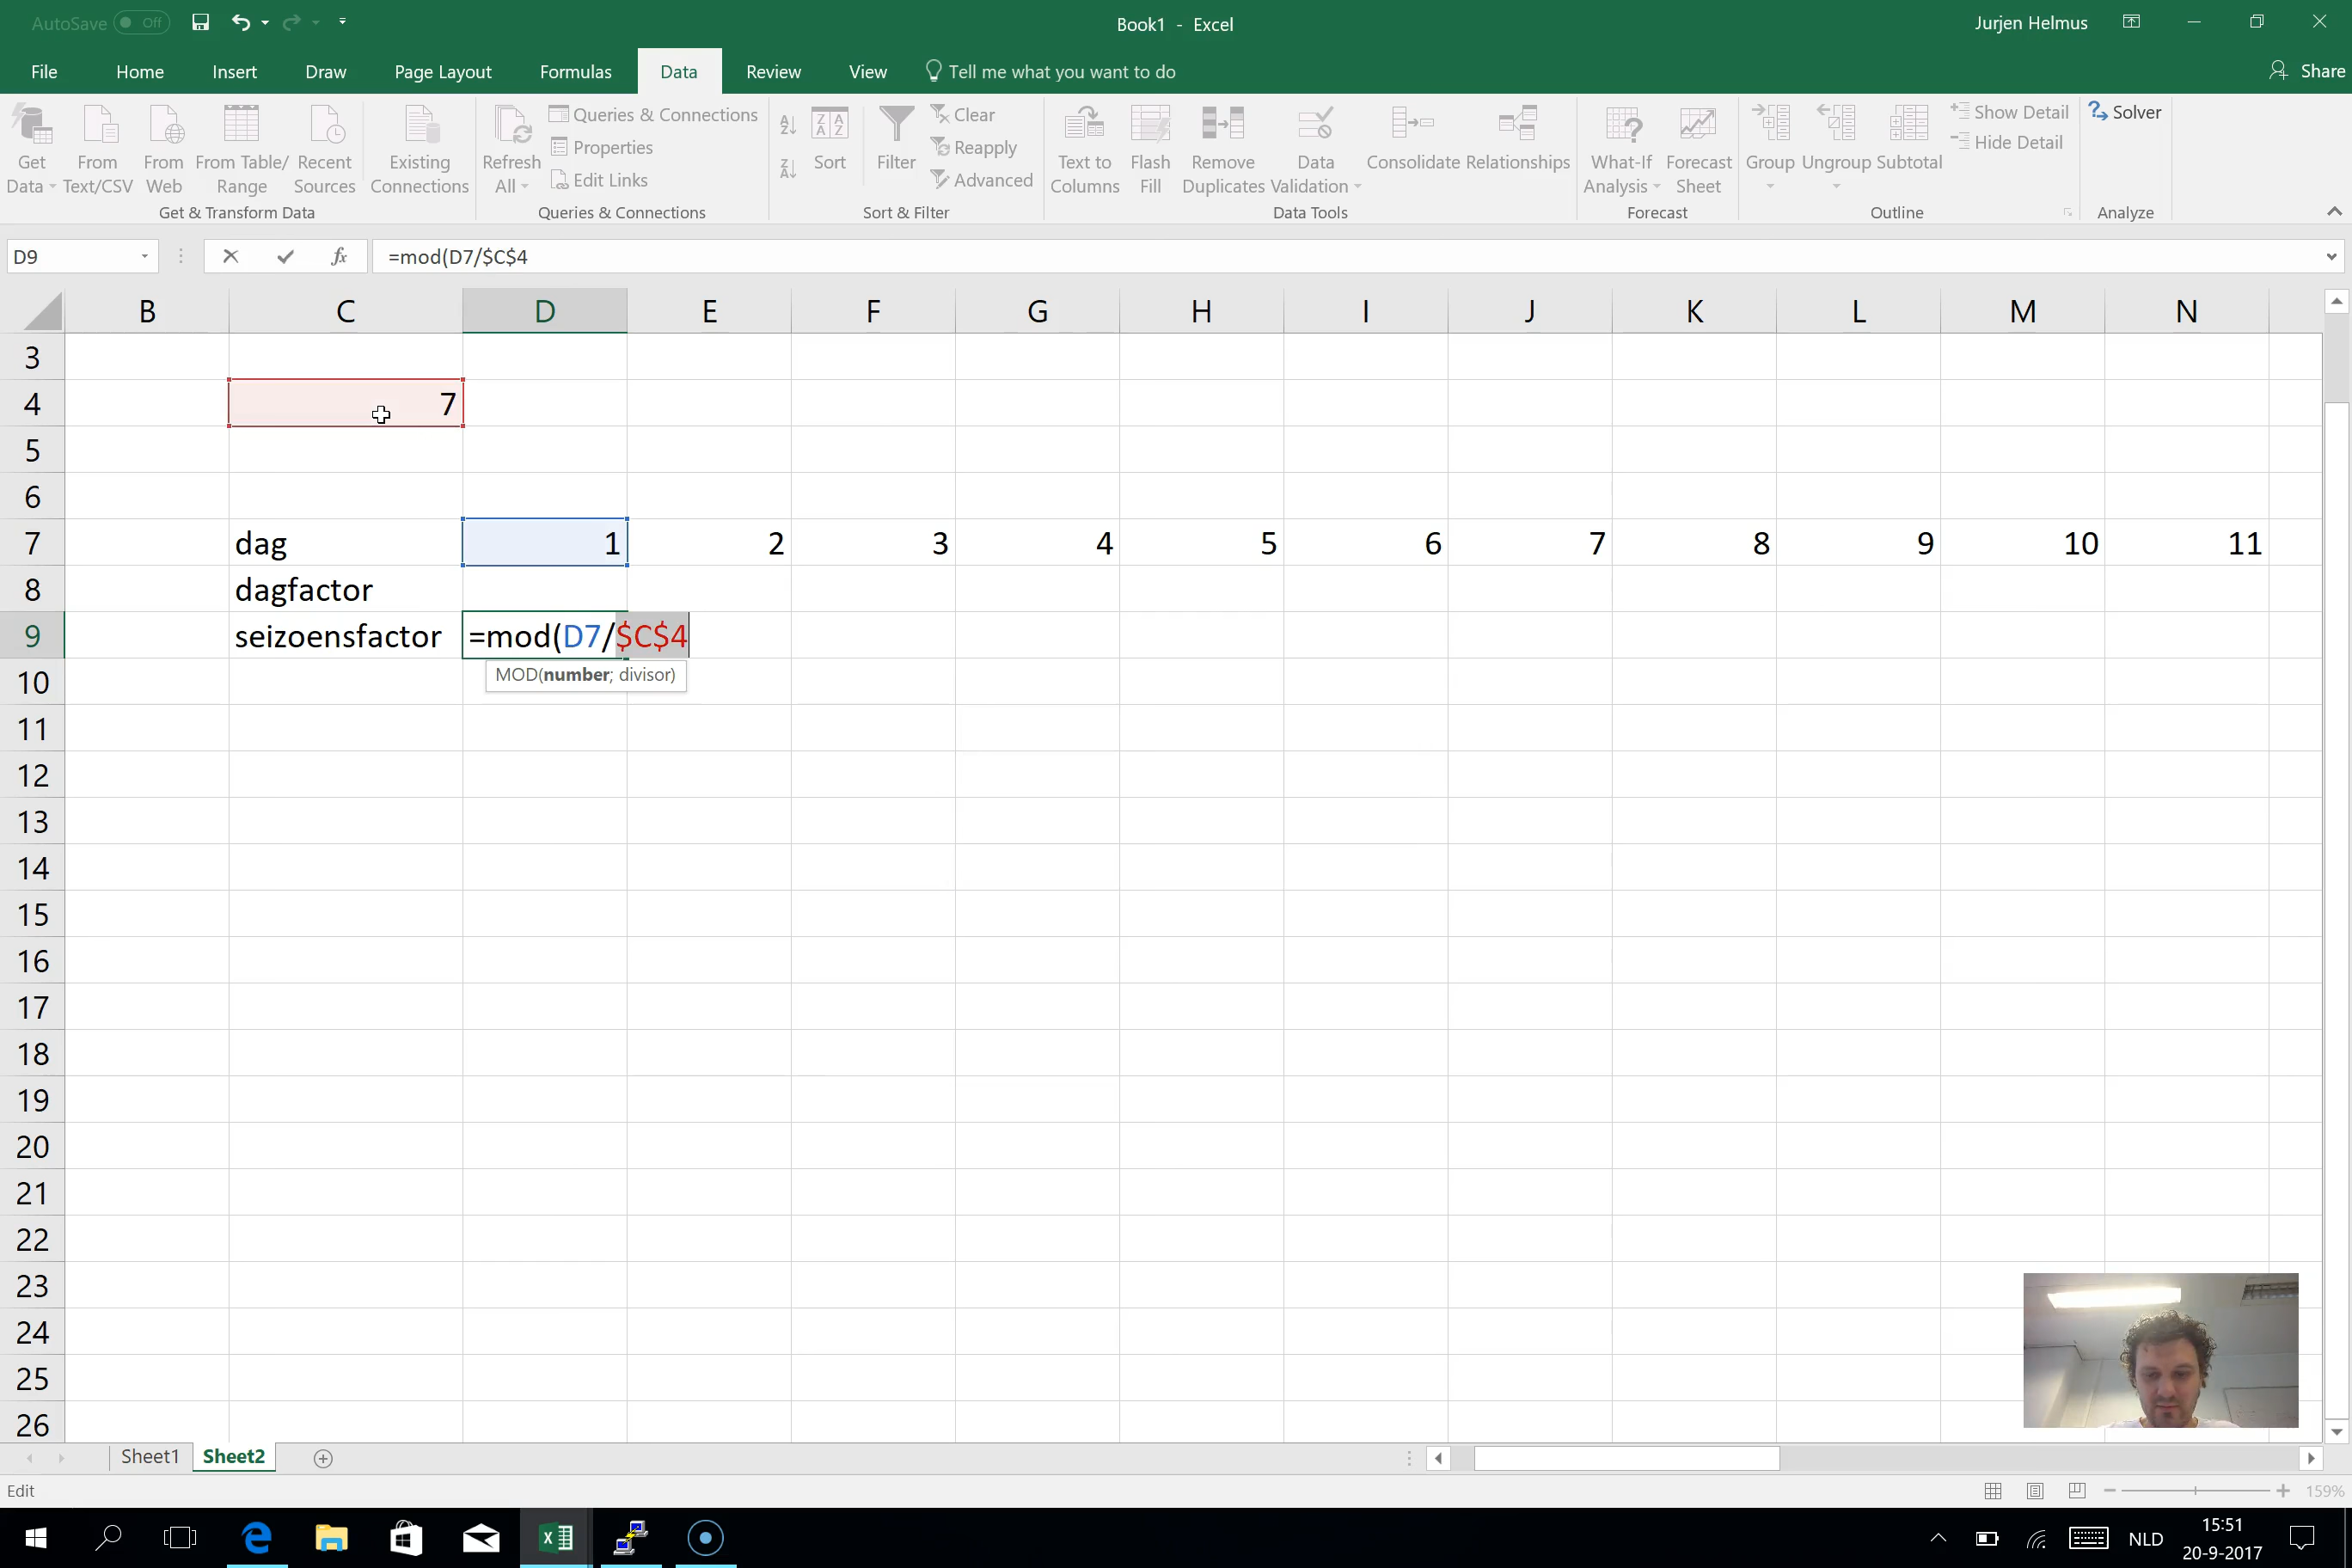 AutoSave Off
Book1 - Excel
Jurjen Helmus
File Home Insert Draw Page Layout Formulas Data Review View Tell me what you want to do
Share
Get Data
From Text/CSV
From Web
From Table/ Range
Recent Sources
Existing Connections
Get & Transform Data
Refresh All
Queries & Connections
Properties
Edit Links
Queries & Connections
Sort
Filter
Clear
Reapply
Advanced
Sort & Filter
Text to Columns
Flash Fill
Remove Duplicates
Data Validation
Consolidate
Relationships
Data Tools
What-If Analysis
Forecast Sheet
Forecast
Group
Ungroup
Subtotal
Show Detail
Hide Detail
Outline
Solver
Analyze
D9
fx
=mod(D7/$C$4
B C D E F G H I J K L M N
3
4 7
5
6
7 dag 1 2 3 4 5 6 7 8 9 10 11
8 dagfactor
9 seizoensfactor =mod(D7/$C$4
MOD(number; divisor)
10
11
12
13
14
15
16
17
18
19
20
21
22
23
24
25
26
Sheet1 Sheet2
Edit
159%
NLD
15:51
20-9-2017